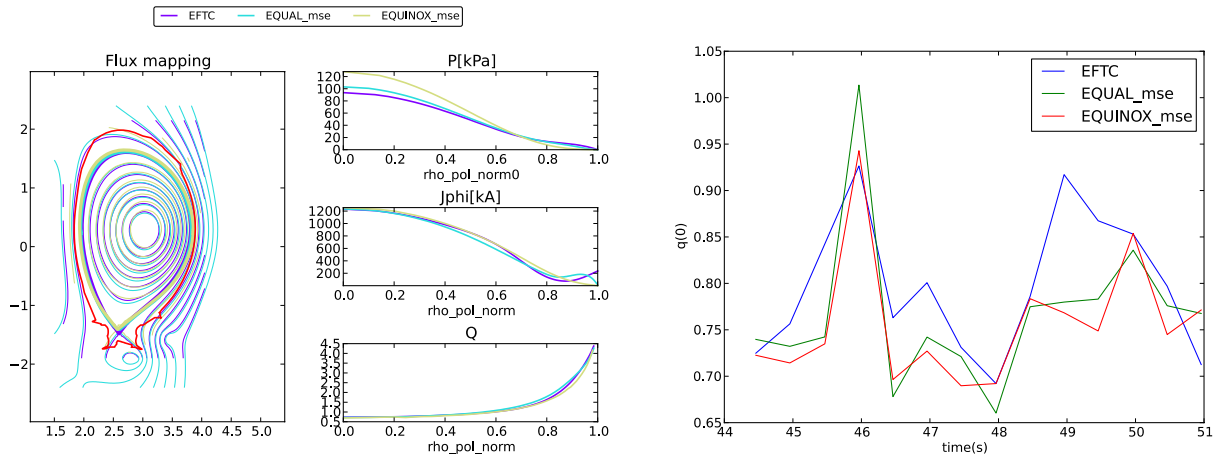 EFTC EQUAL_mse EQUINOX_mse
Flux mapping
2
1
0
−1
−2
1.5 2.0 2.5 3.0 3.5 4.0 4.5 5.0
P[kPa]
120
100
80
60
40
20
0
0.0 0.2 0.4 0.6 0.8 1.0
rho_pol_norm0
Jphi[kA]
1200
1000
800
600
400
200
0.0 0.2 0.4 0.6 0.8 1.0
rho_pol_norm
Q
4.5
4.0
3.5
3.0
2.5
2.0
1.5
1.0
0.5
0.0 0.2 0.4 0.6 0.8 1.0
rho_pol_norm
1.05
1.00
0.95
0.90
0.85
0.80
0.75
0.70
0.65
q(0)
EFTC
EQUAL_mse
EQUINOX_mse
44 45 46 47 48 49 50 51
time(s)